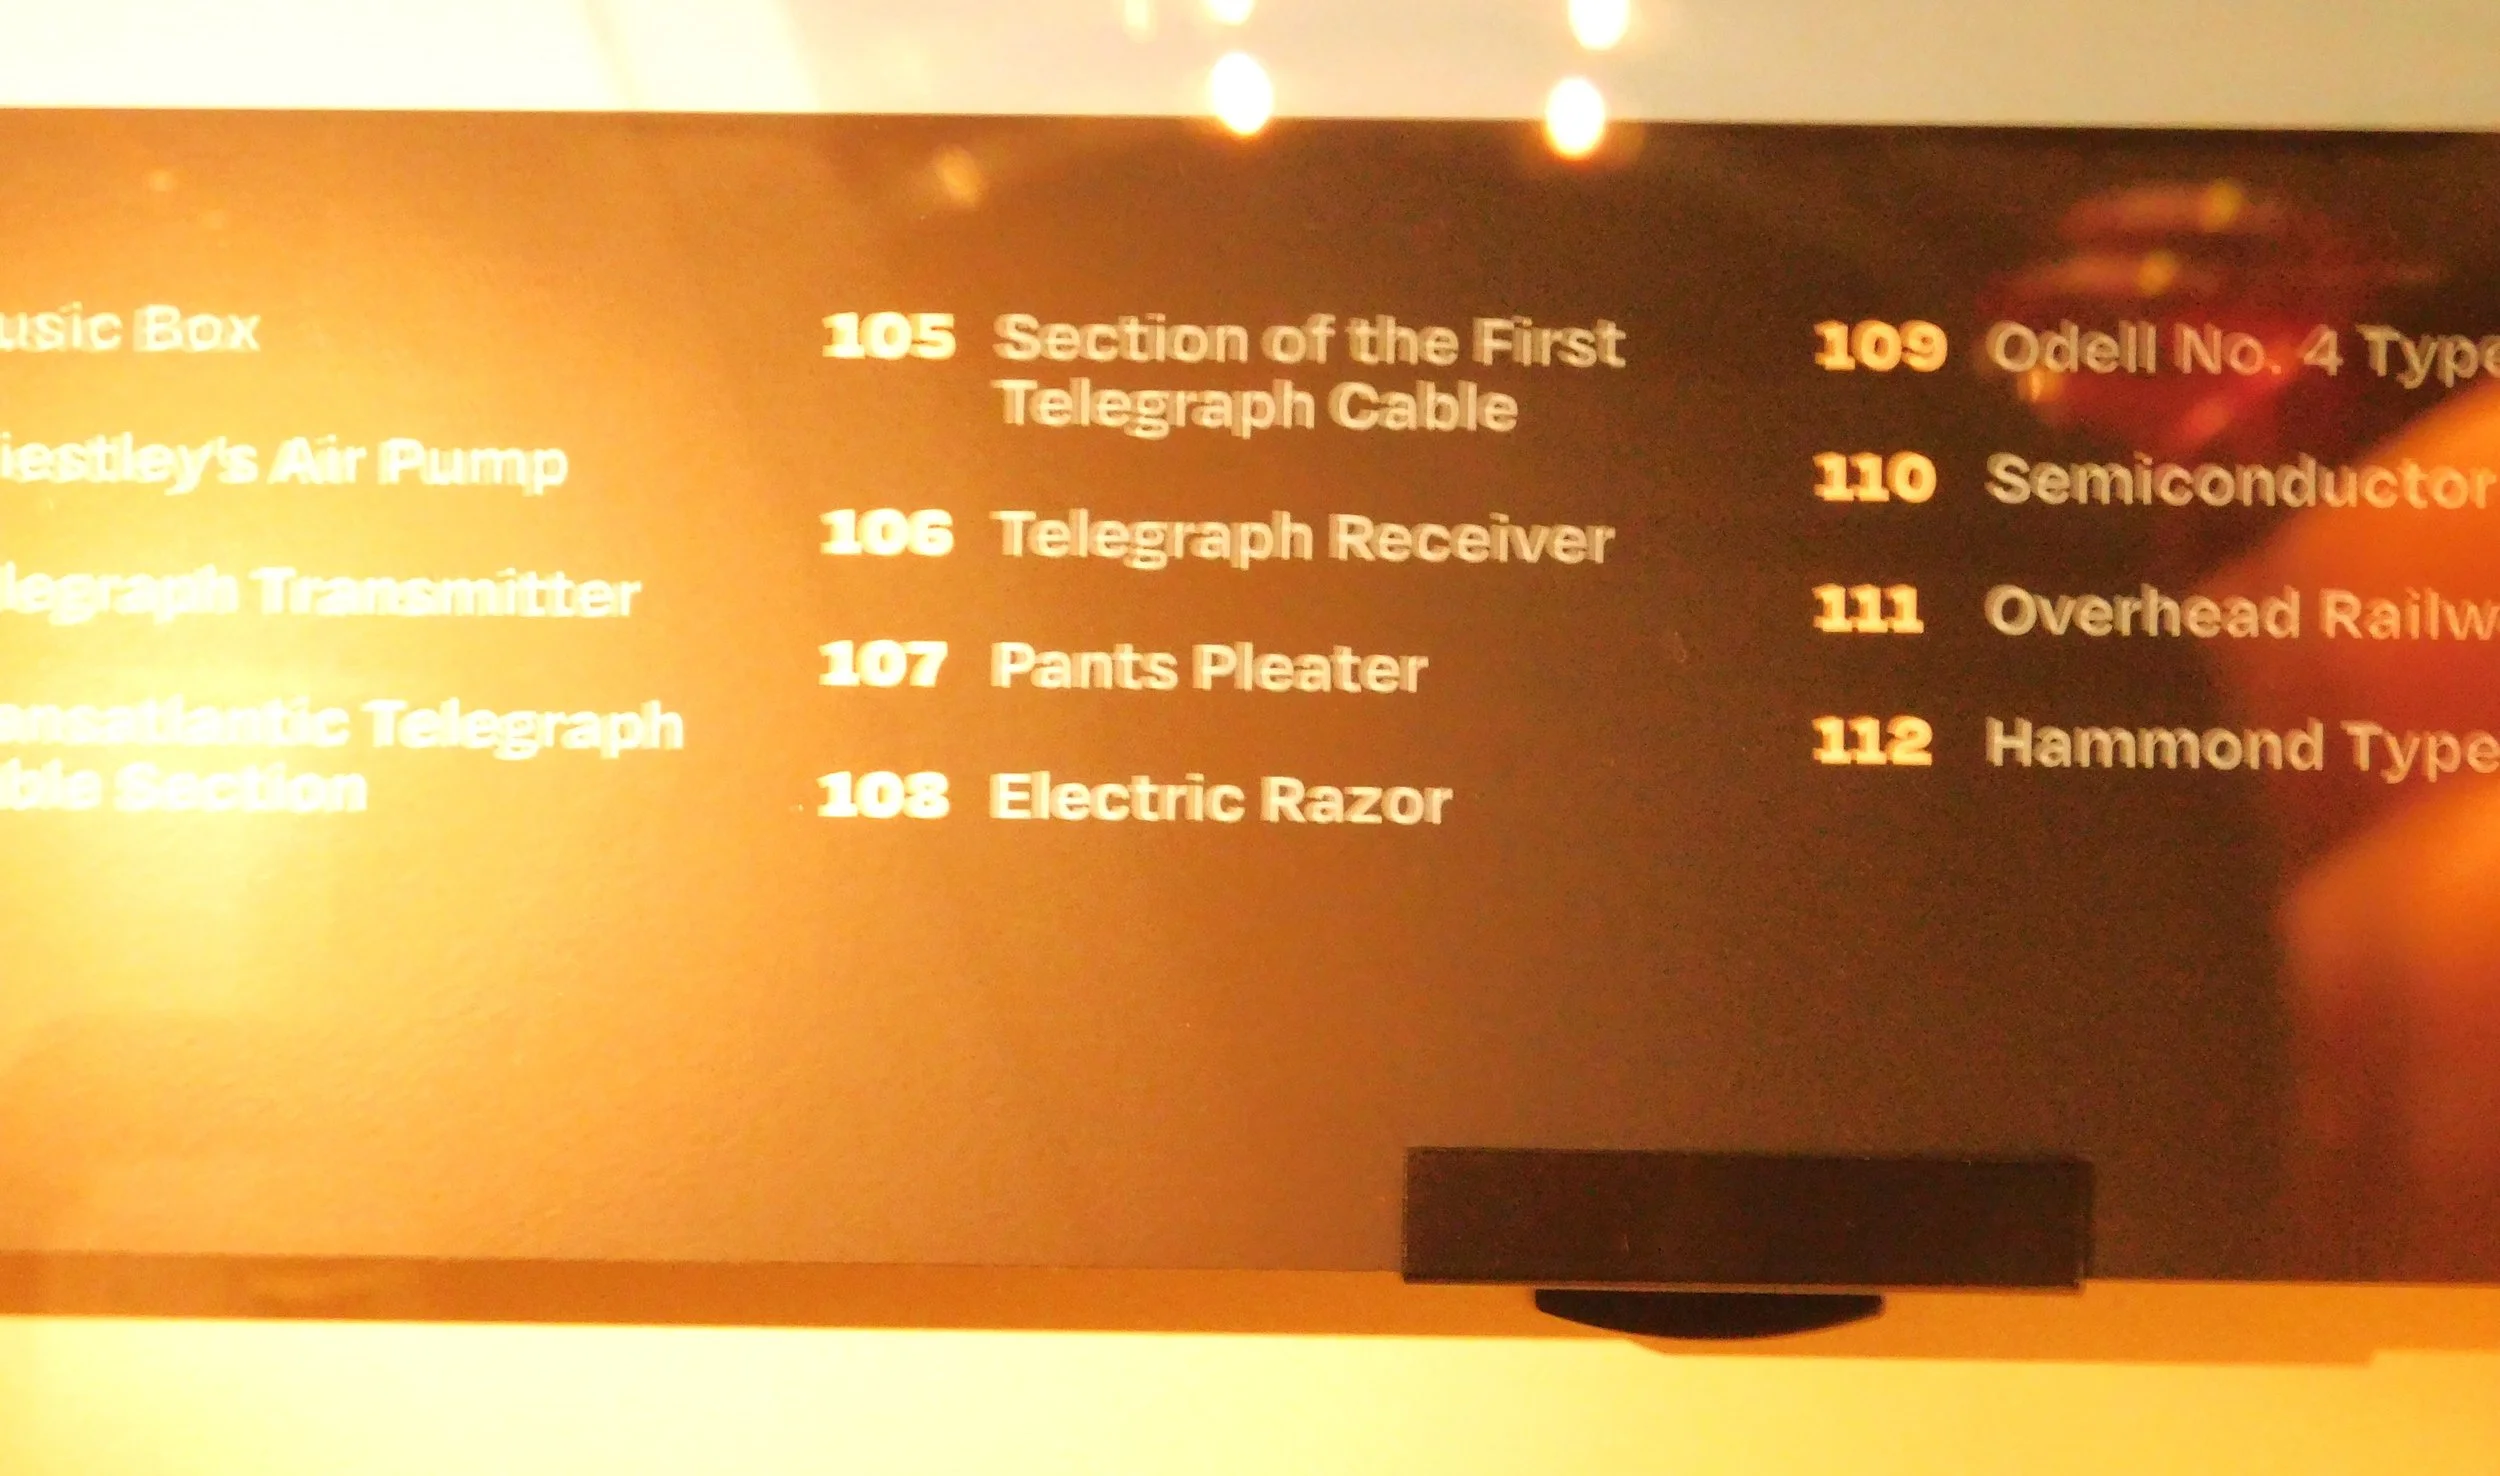 usic Box
iestley's Air Pump
legraph Transmitter
ansatlantic Telegraph
ble Section
105 Section of the First
Telegraph Cable
106 Telegraph Receiver
107 Pants Pleater
108 Electric Razor
109 Odell No. 4 Type
110 Semiconductor
111 Overhead Railw
112 Hammond Type